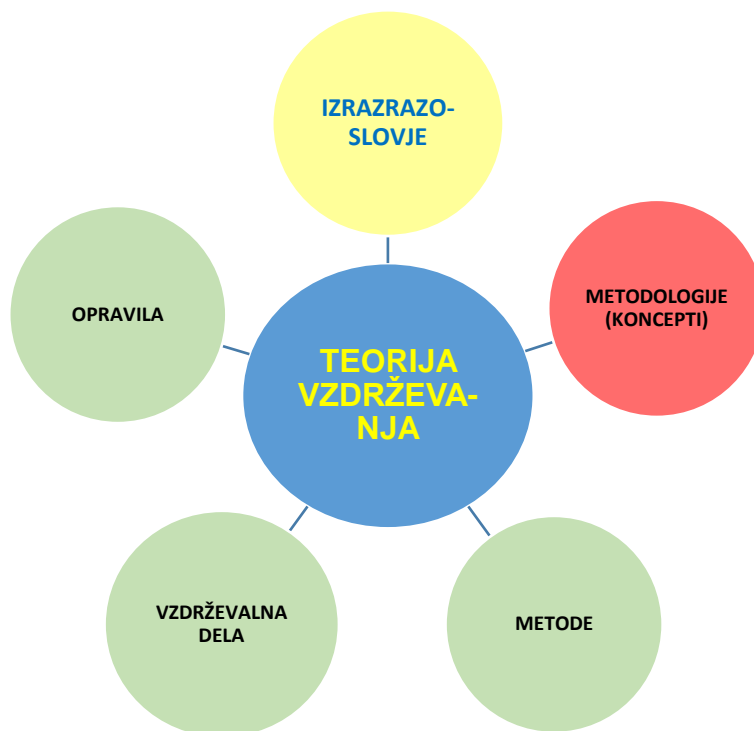 IZRAZRAZO-
SLOVJE
METODOLOGIJE
(KONCEPTI)
OPRAVILA
TEORIJA
VZDRŽEVA-
NJA
VZDRŽEVALNA
DELA
METODE